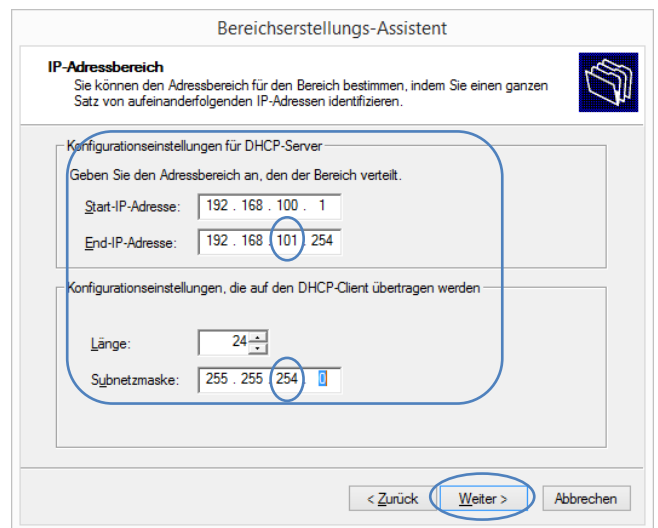 Bereichserstellungs-Assistent
IP-Adressbereich
Sie können den Adressbereich für den Bereich bestimmen, indem Sie einen ganzen
Satz von aufeinanderfolgenden IP-Adressen identifizieren.
Konfigurationseinstellungen für DHCP-Server
Geben Sie den Adressbereich an, den der Bereich verteilt.
Start-IP-Adresse: 192 . 168 . 100 . 1
End-IP-Adresse: 192 . 168 . 101 . 254
Konfigurationseinstellungen, die auf den DHCP-Client übertragen werden
Länge: 24
Subnetzmaske: 255 . 255 . 254 . 0
< Zurück Weiter > Abbrechen